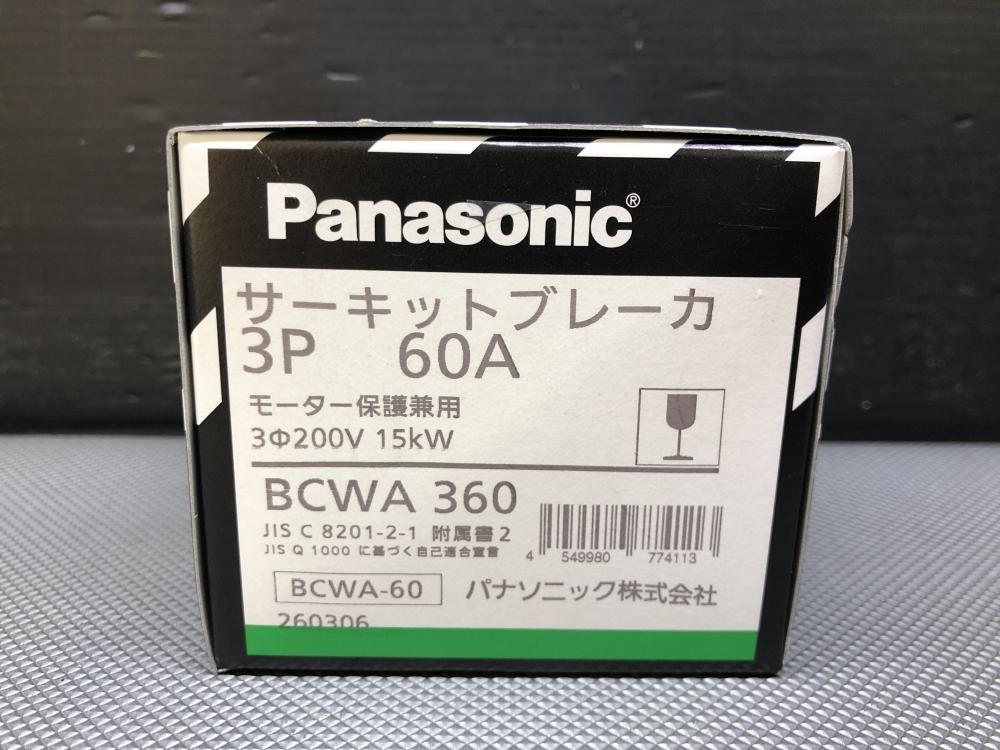 Panasonic®
サーキットブレーカ
3P 60A
モーター保護兼用
3Φ200V 15kW
BCWA 360
JIS C 8201-2-1 附属書2
JIS Q 1000 に基づく自己適合宣言
4 549980 774113
BCWA-60 パナソニック株式会社
260306